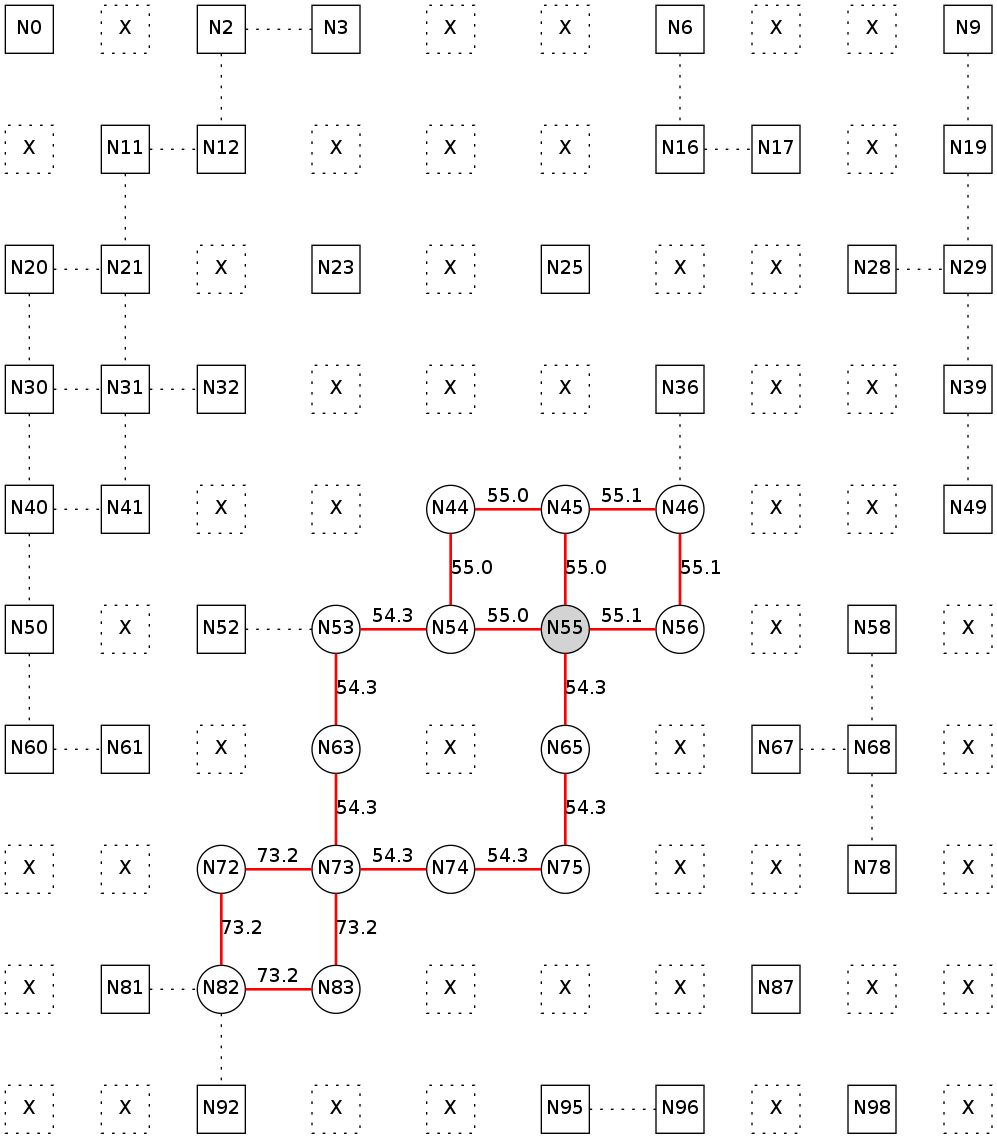 N0 X N2 N3 X X N6 X X N9
X N11 N12 X X X N16 N17 X N19
N20 N21 X N23 X N25 X X N28 N29
N30 N31 N32 X X X N36 X X N39
55.0 55.1
N40 N41 X X N44 N45 N46 X X N49
55.0 55.0 55.1
54.3 55.0 55.1
N50 X N52 N53 N54 N55 N56 X N58 X
54.3 54.3
N60 N61 X N63 X N65 X N67 N68 X
54.3 54.3
73.2 54.3 54.3
X X N72 N73 N74 N75 X X N78 X
73.2 73.2
73.2
X N81 N82 N83 X X X N87 X X
X X N92 X X N95 N96 X N98 X